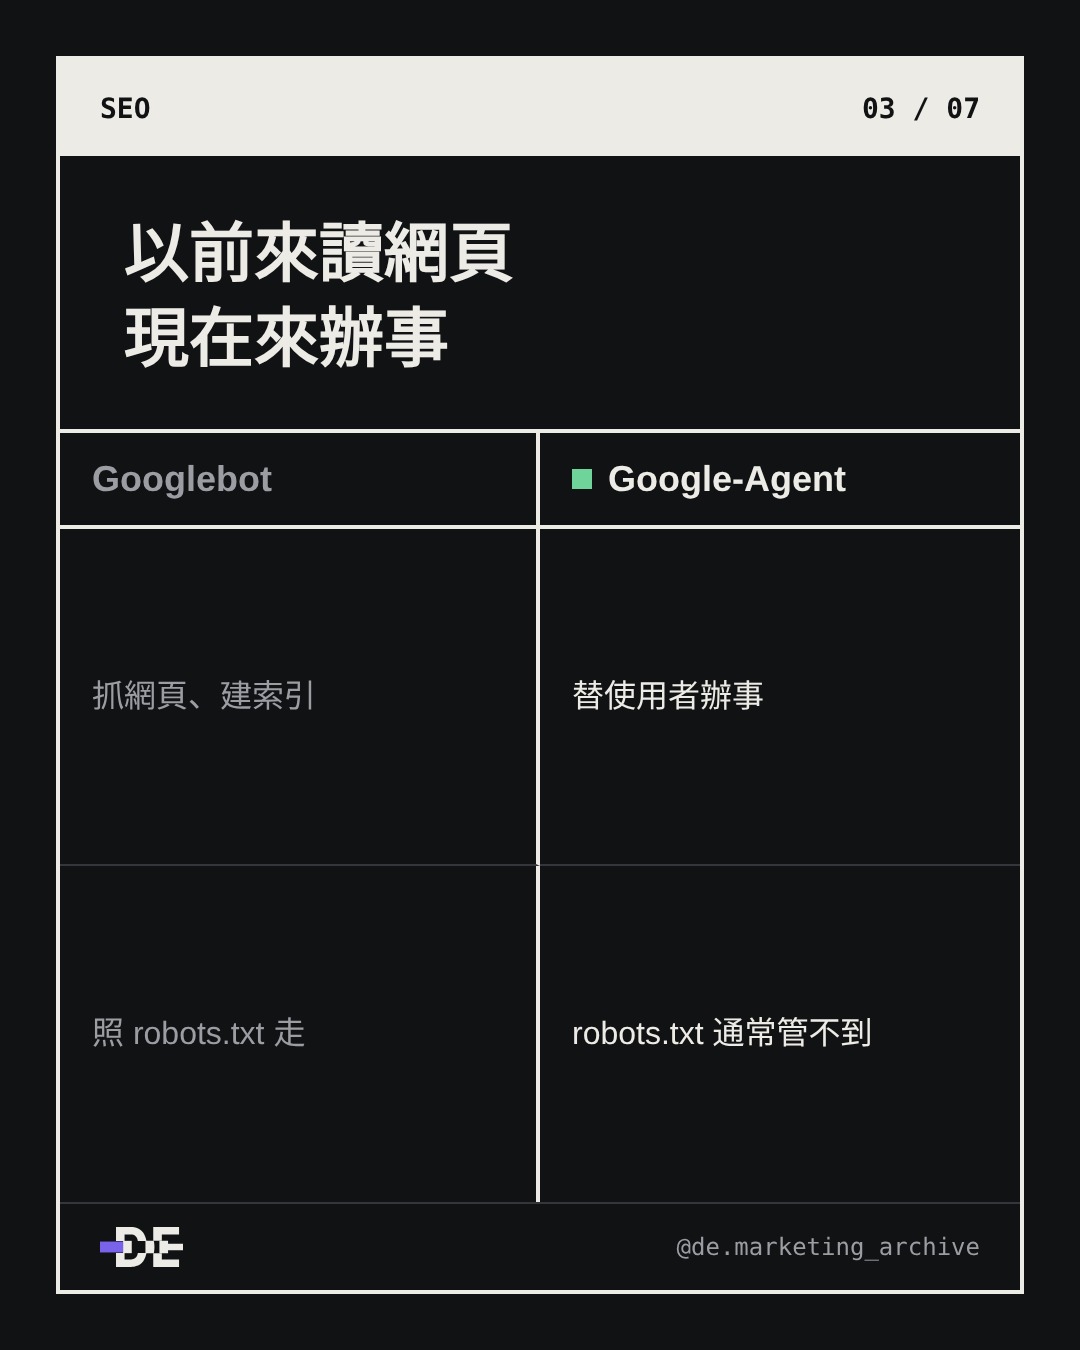 SEO
03 / 07
以前來讀網頁
現在來辦事
Googlebot
Google-Agent
抓網頁、建索引
替使用者辦事
照 robots.txt 走
robots.txt 通常管不到
DE
@de.marketing_archive